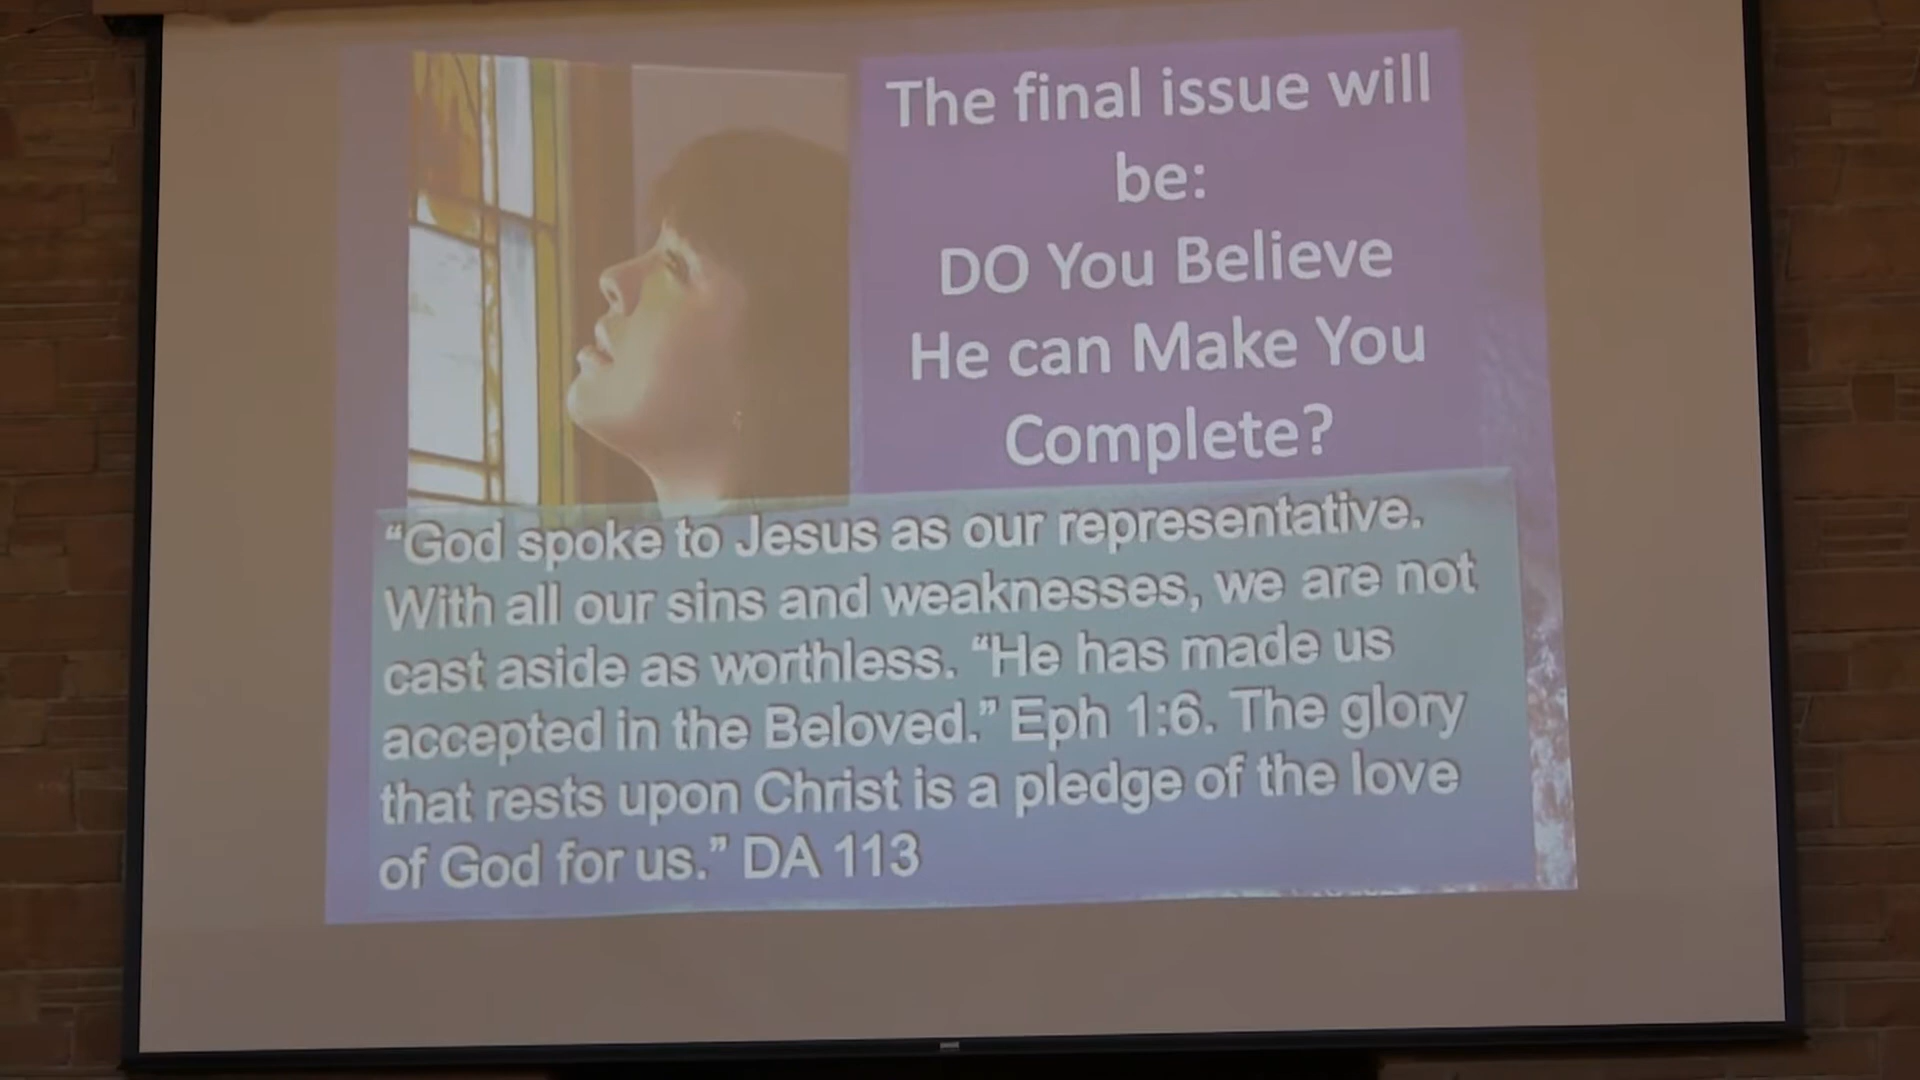 The final issue will
be:
DO You Believe
He can Make You
Complete?
“God spoke to Jesus as our representative.
With all our sins and weaknesses, we are not
cast aside as worthless. “He has made us
accepted in the Beloved.” Eph 1:6. The glory
that rests upon Christ is a pledge of the love
of God for us.” DA 113